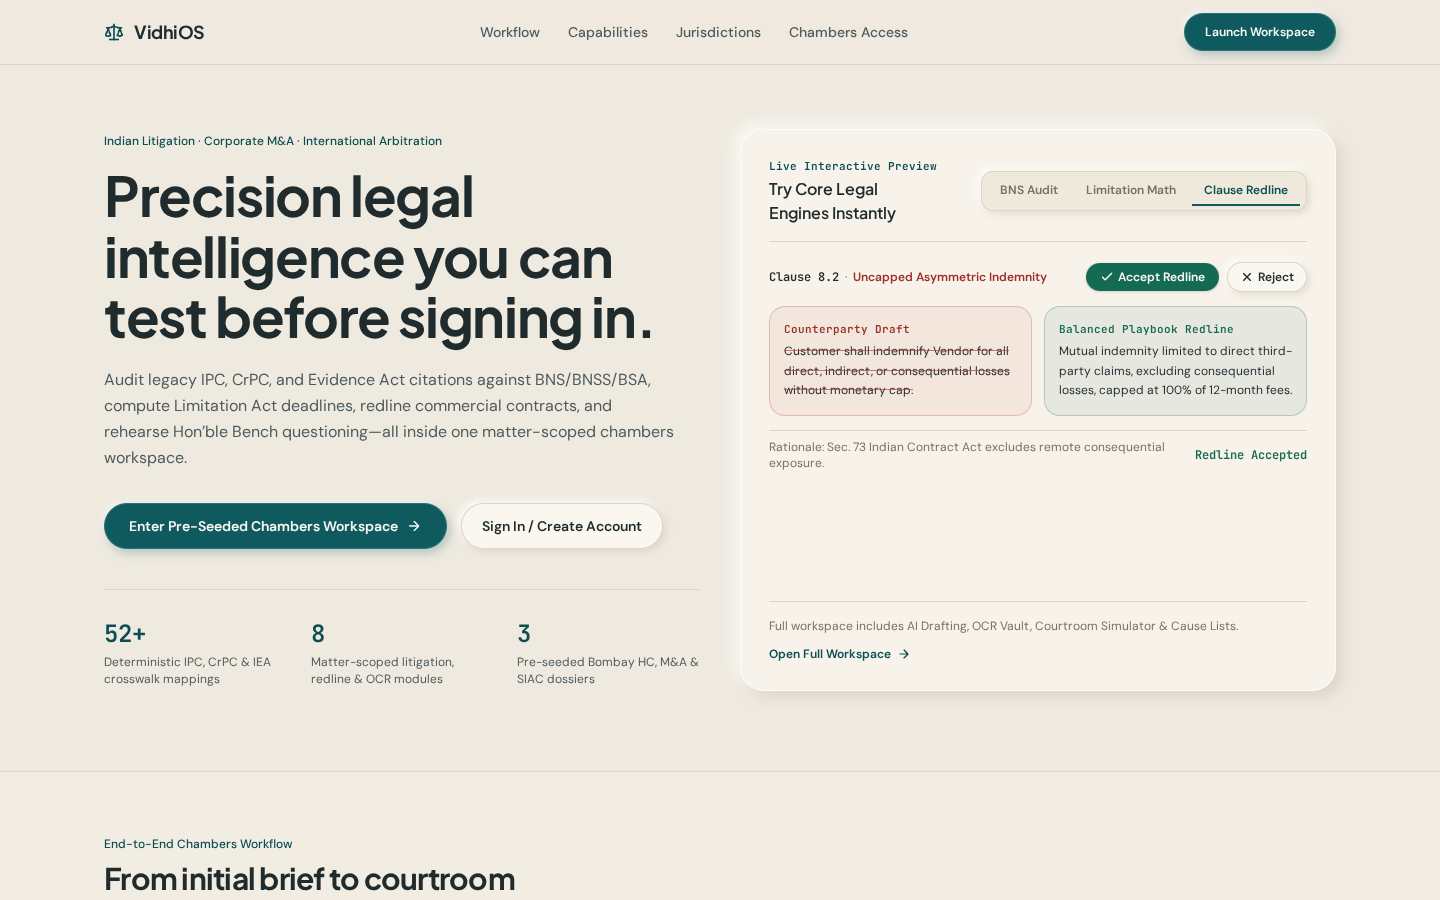 VidhiOS
Workflow
Capabilities
Jurisdictions
Chambers Access
Launch Workspace
Indian Litigation · Corporate M&A · International Arbitration
Precision legal
intelligence you can
test before signing in.
Audit legacy IPC, CrPC, and Evidence Act citations against BNS/BNSS/BSA,
compute Limitation Act deadlines, redline commercial contracts, and
rehearse Hon’ble Bench questioning—all inside one matter-scoped chambers
workspace.
Enter Pre-Seeded Chambers Workspace →
Sign In / Create Account
52+
Deterministic IPC, CrPC & IEA
crosswalk mappings
8
Matter-scoped litigation,
redline & OCR modules
3
Pre-seeded Bombay HC, M&A &
SIAC dossiers
Live Interactive Preview
Try Core Legal
Engines Instantly
BNS Audit
Limitation Math
Clause Redline
Clause 8.2 · Uncapped Asymmetric Indemnity
Accept Redline
Reject
Counterparty Draft
Customer shall indemnify Vendor for all
direct, indirect, or consequential losses
without monetary cap.
Balanced Playbook Redline
Mutual indemnity limited to direct third-
party claims, excluding consequential
losses, capped at 100% of 12-month fees.
Rationale: Sec. 73 Indian Contract Act excludes remote consequential
exposure.
Redline Accepted
Full workspace includes AI Drafting, OCR Vault, Courtroom Simulator & Cause Lists.
Open Full Workspace →
End-to-End Chambers Workflow
From initial brief to courtroom